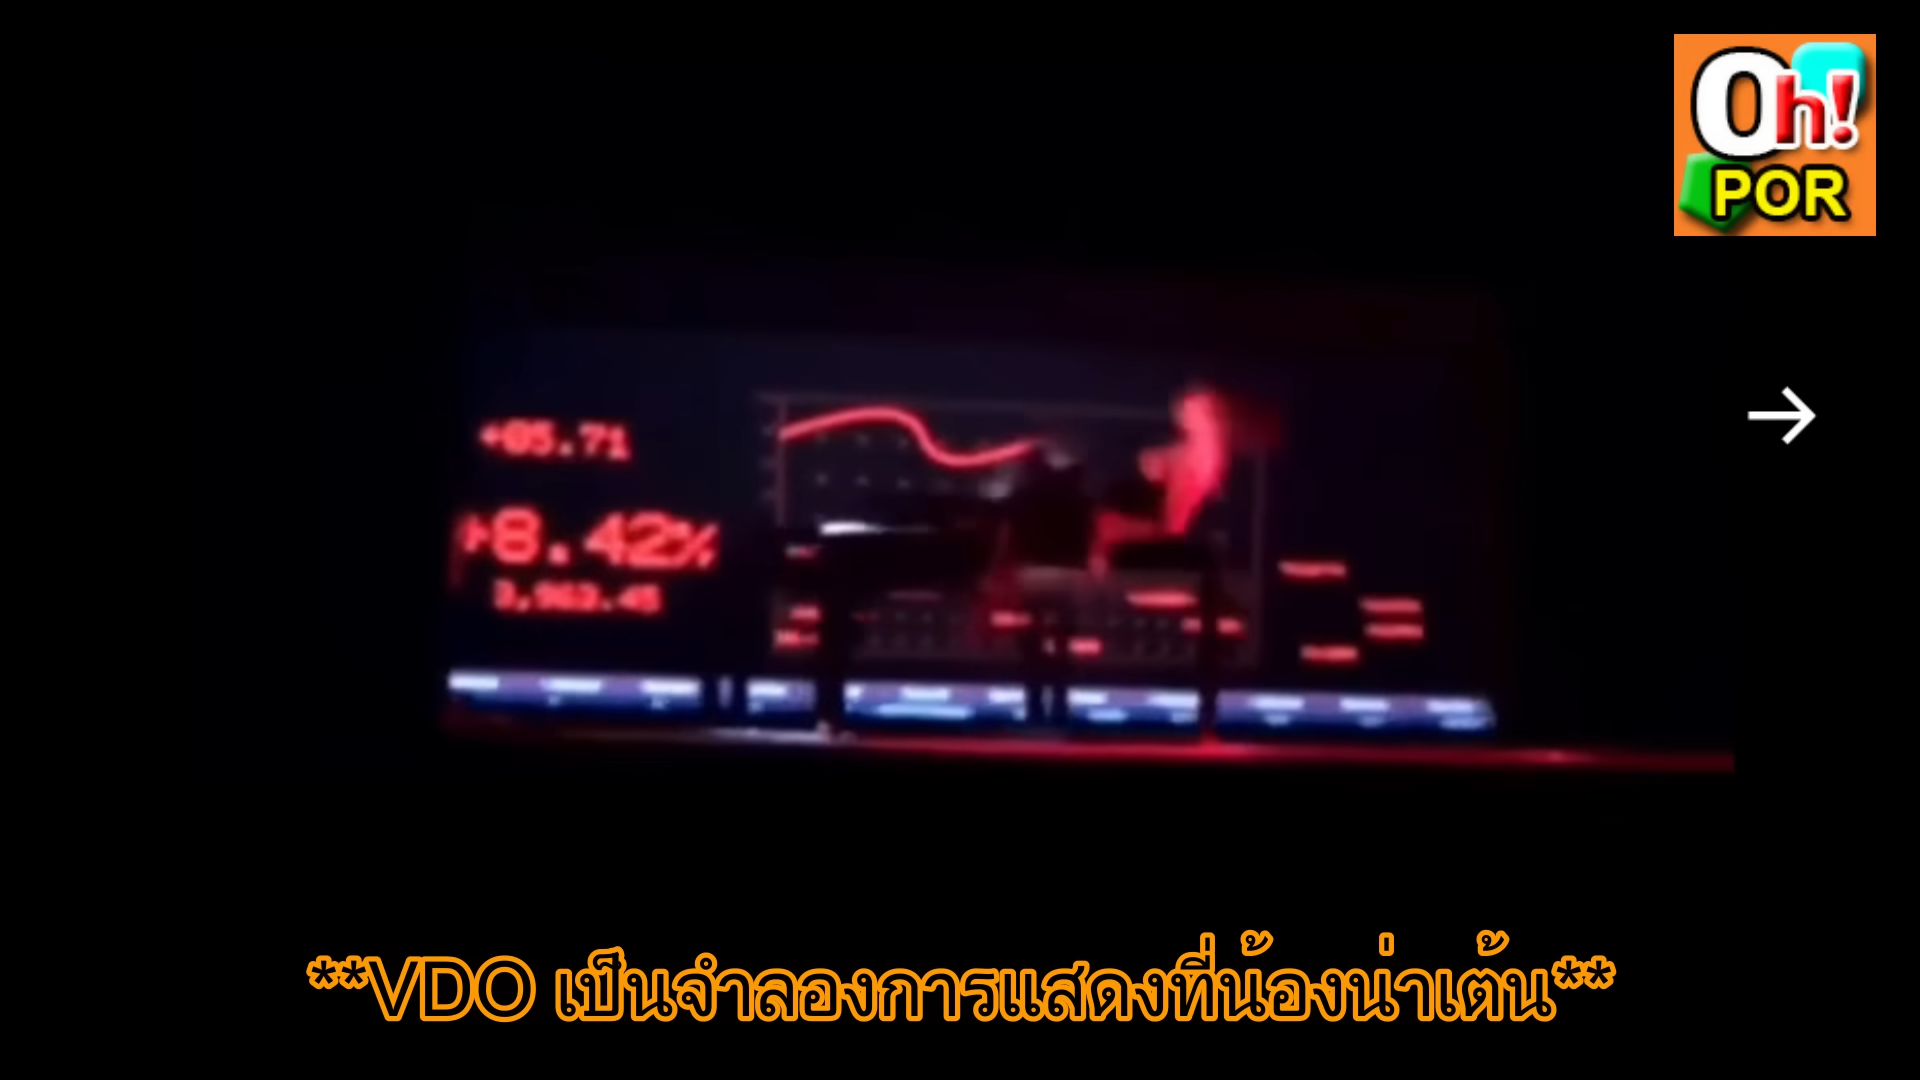 Oh!
POR
+85.71
+8.42%
→
**VDO เป็นจำลองการแสดงที่น้องน่าเต้น**